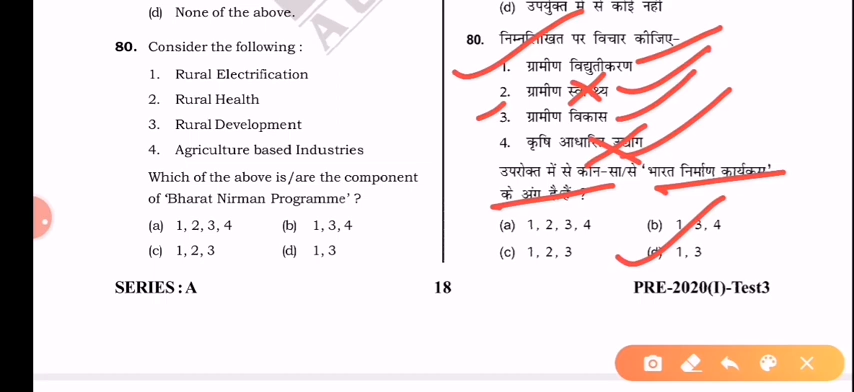 (d) None of the above.
80. Consider the following :
1. Rural Electrification
2. Rural Health
3. Rural Development
4. Agriculture based Industries
Which of the above is/are the component
of 'Bharat Nirman Programme' ?
(a) 1, 2, 3, 4 (b) 1, 3, 4
(c) 1, 2, 3 (d) 1, 3
(d) उपर्युक्त में से कोई नहीं
80. निम्नलिखित पर विचार कीजिए-
1. ग्रामीण विद्युतीकरण
2. ग्रामीण स्वास्थ्य
3. ग्रामीण विकास
4. कृषि आधारित उद्योग
उपरोक्त में से कौन-सा/से 'भारत निर्माण कार्यक्रम'
के अंग है/हैं ?
(a) 1, 2, 3, 4 (b) 1, 3, 4
(c) 1, 2, 3 (d) 1, 3
SERIES : A 18 PRE-2020(I)-Test3